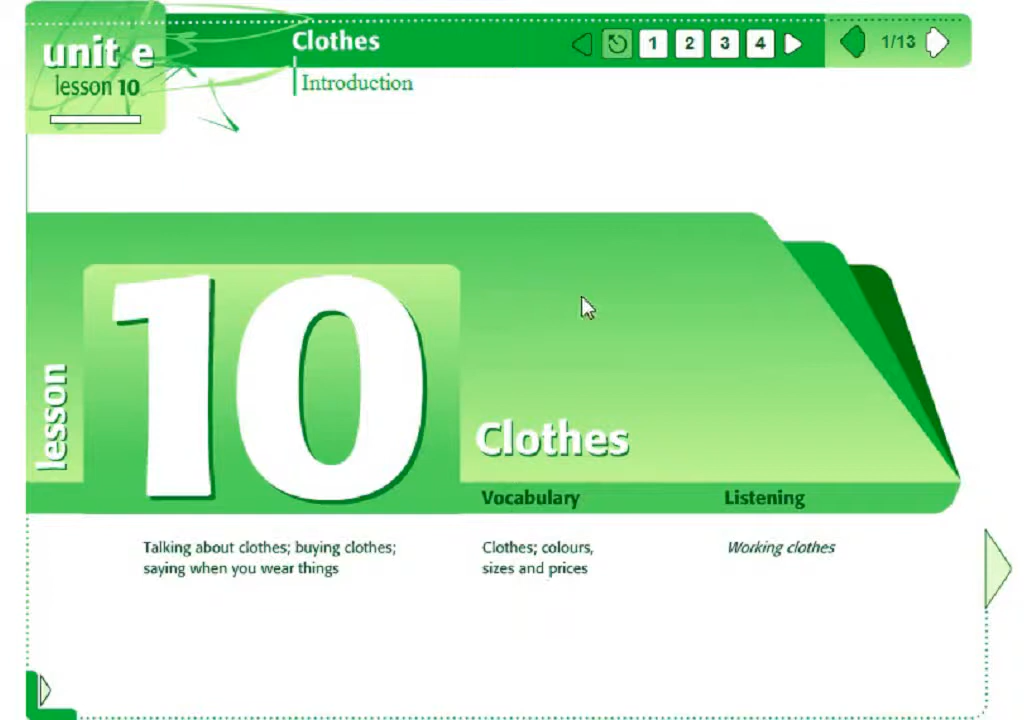 unit e
lesson 10
Clothes
Introduction
1 2 3 4
1/13
lesson
10
Clothes
Vocabulary
Listening
Talking about clothes; buying clothes;
saying when you wear things
Clothes; colours,
sizes and prices
Working clothes